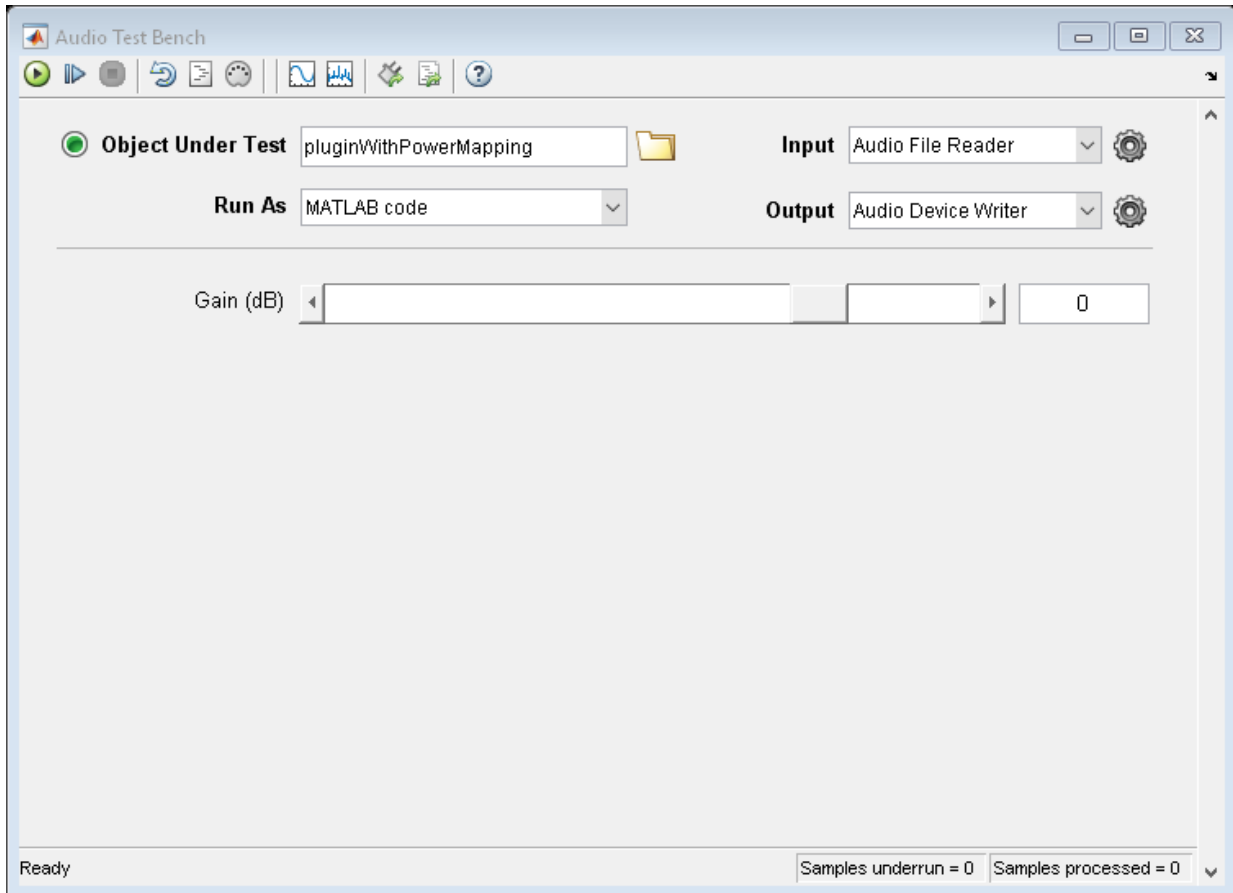 Audio Test Bench
Object Under Test pluginWithPowerMapping Input Audio File Reader
Run As MATLAB code Output Audio Device Writer
Gain (dB) 0
Ready Samples underrun = 0 Samples processed = 0